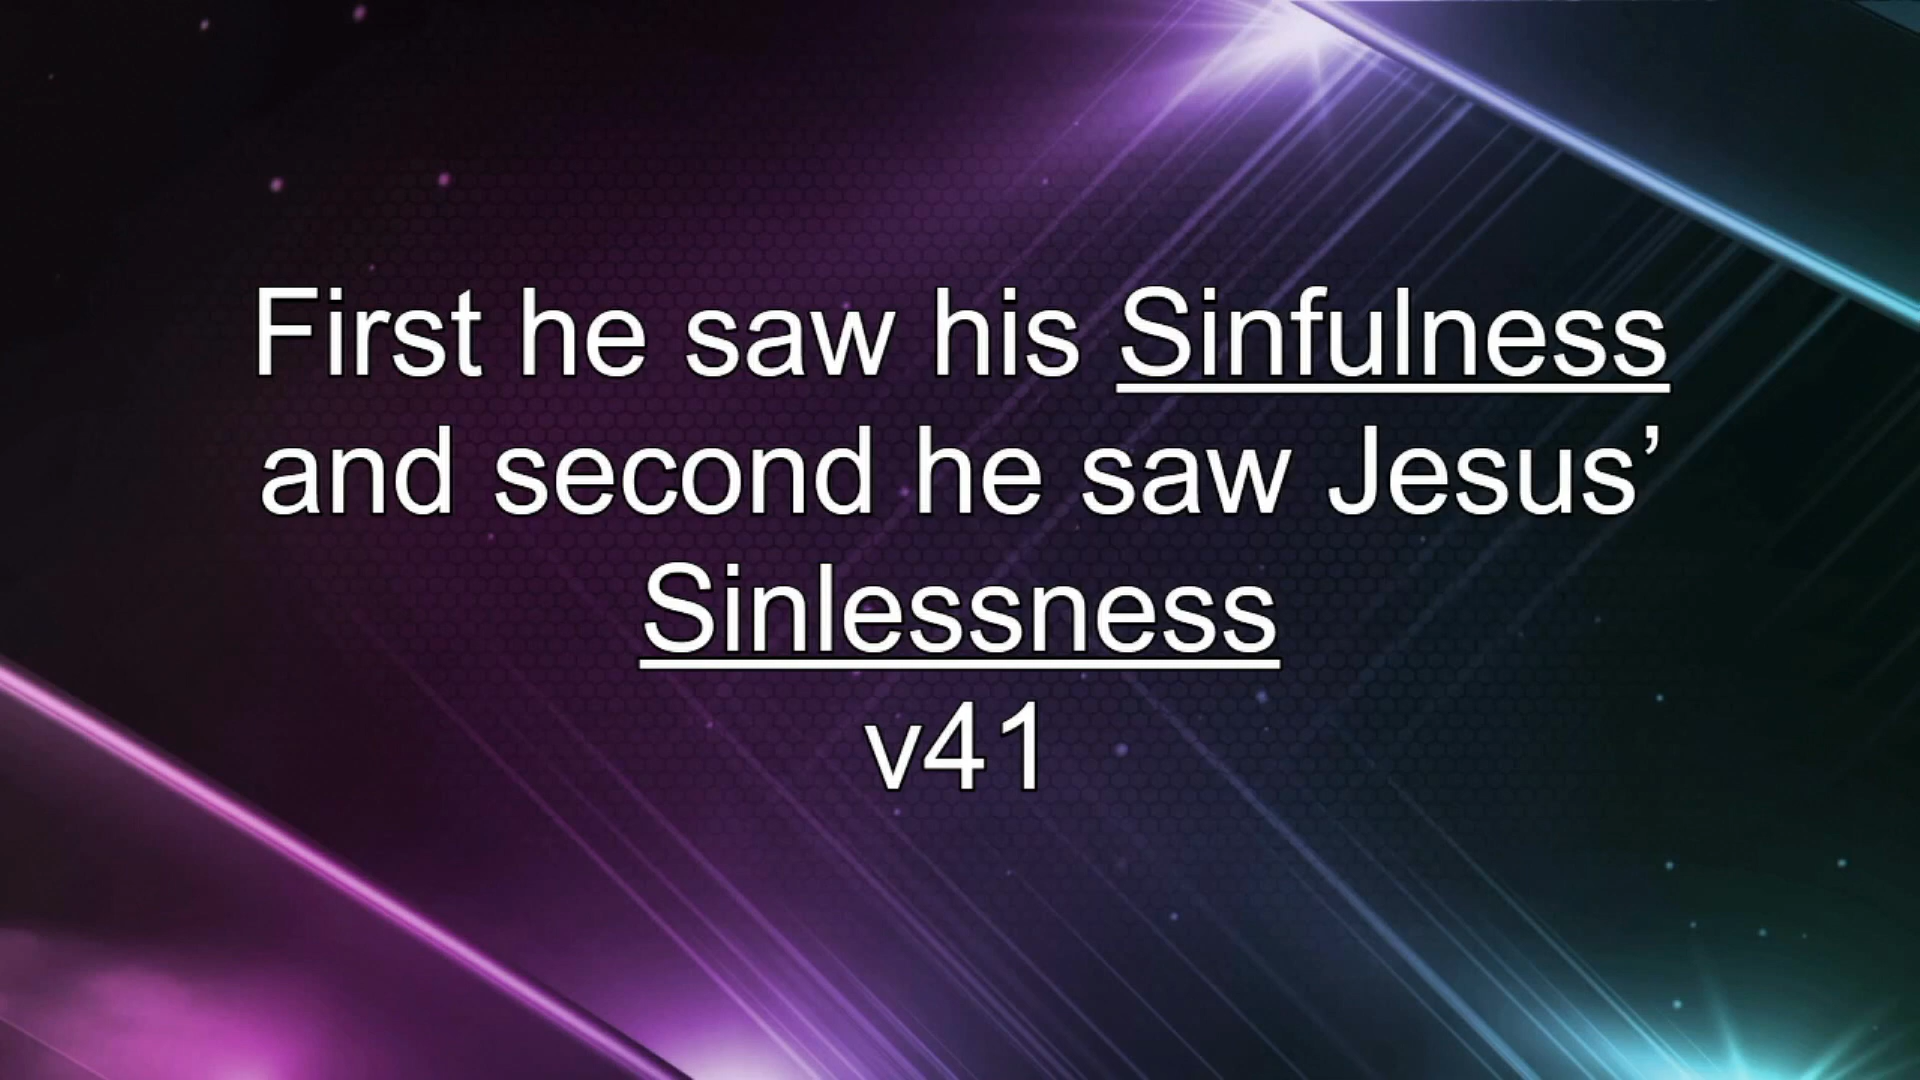 First he saw his Sinfulness
and second he saw Jesus’
Sinlessness
v41